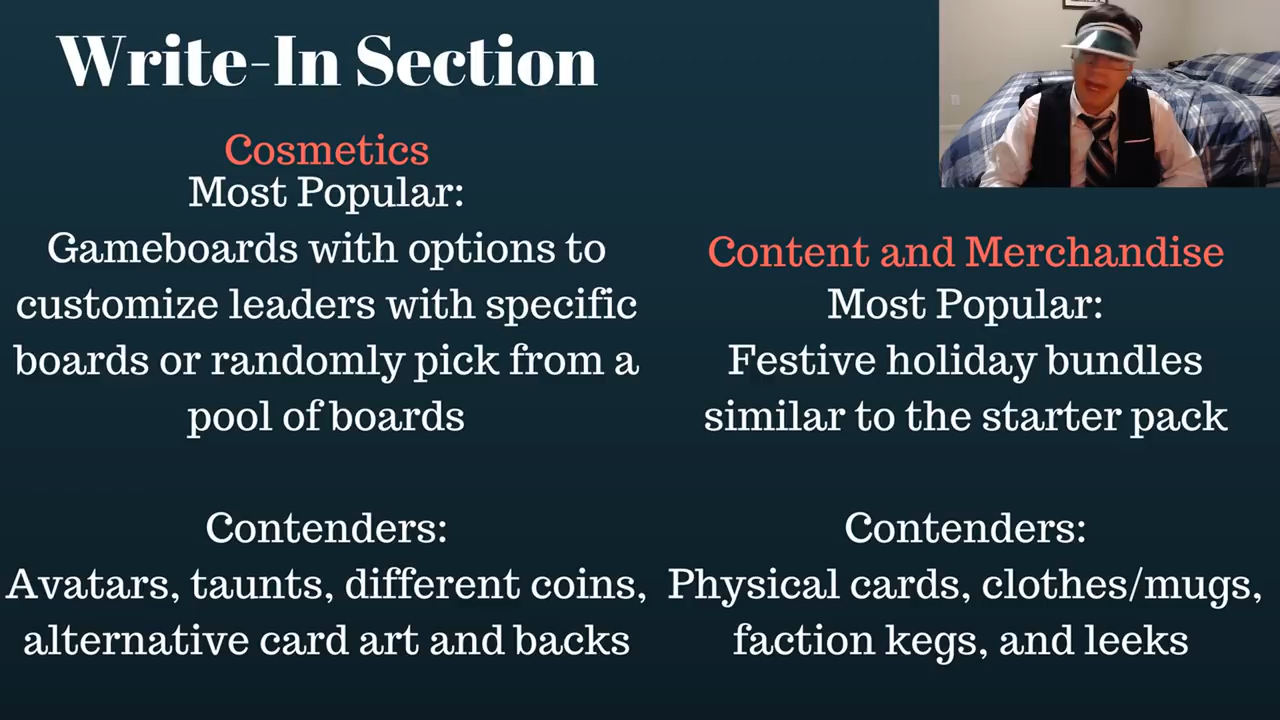 Write-In Section
Cosmetics
Most Popular:
Gameboards with options to
customize leaders with specific
boards or randomly pick from a
pool of boards
Contenders:
Avatars, taunts, different coins,
alternative card art and backs
Content and Merchandise
Most Popular:
Festive holiday bundles
similar to the starter pack
Contenders:
Physical cards, clothes/mugs,
faction kegs, and leeks